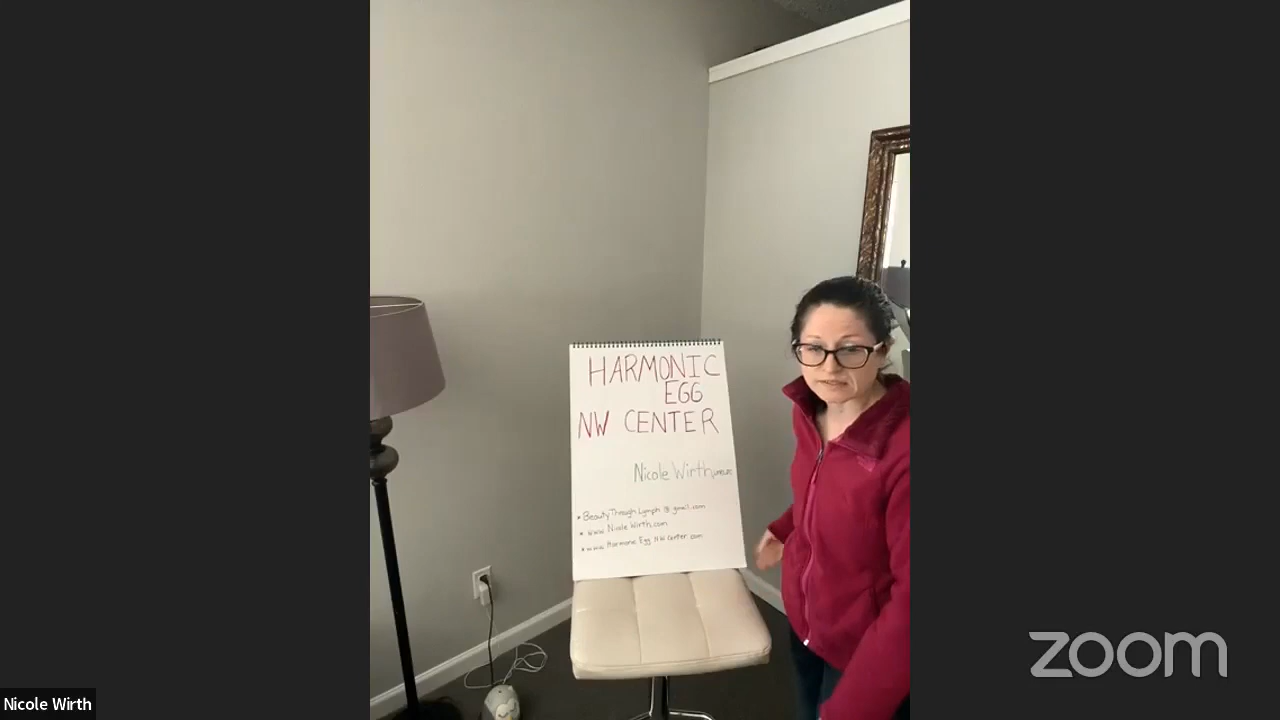 HARMONIC
EGG
NW CENTER
Nicole Wirth
BeautyThroughLymph@gmail.com
www.NicoleWirth.com
www.HarmonicEggNWCenter.com
Nicole Wirth
zoom